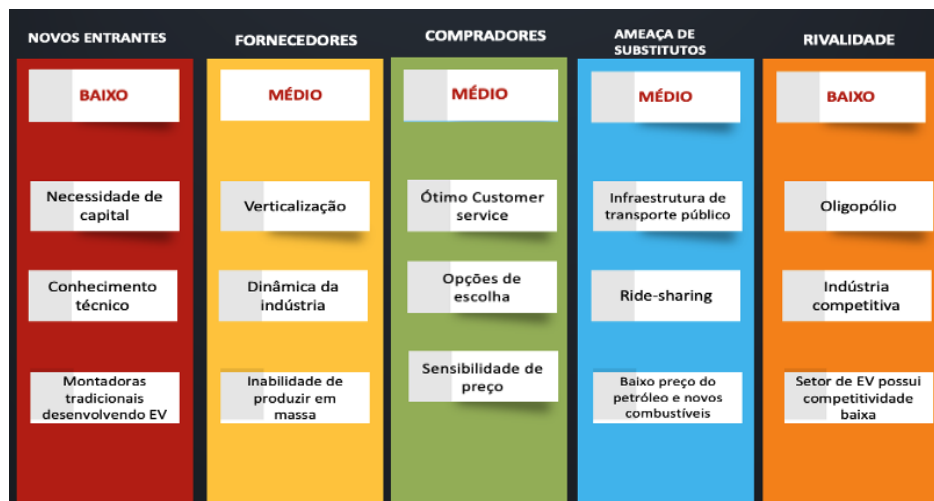 NOVOS ENTRANTES
BAIXO
Necessidade de
capital
Conhecimento
técnico
Montadoras
tradicionais
desenvolvendo EV
FORNECEDORES
MÉDIO
Verticalização
Dinâmica da
indústria
Inabilidade de
produzir em
massa
COMPRADORES
MÉDIO
Ótimo Customer
service
Opções de
escolha
Sensibilidade de
preço
AMEAÇA DE
SUBSTITUTOS
MÉDIO
Infraestrutura de
transporte público
Ride-sharing
Baixo preço do
petróleo e novos
combustíveis
RIVALIDADE
BAIXO
Oligopólio
Indústria
competitiva
Setor de EV possui
competitividade
baixa